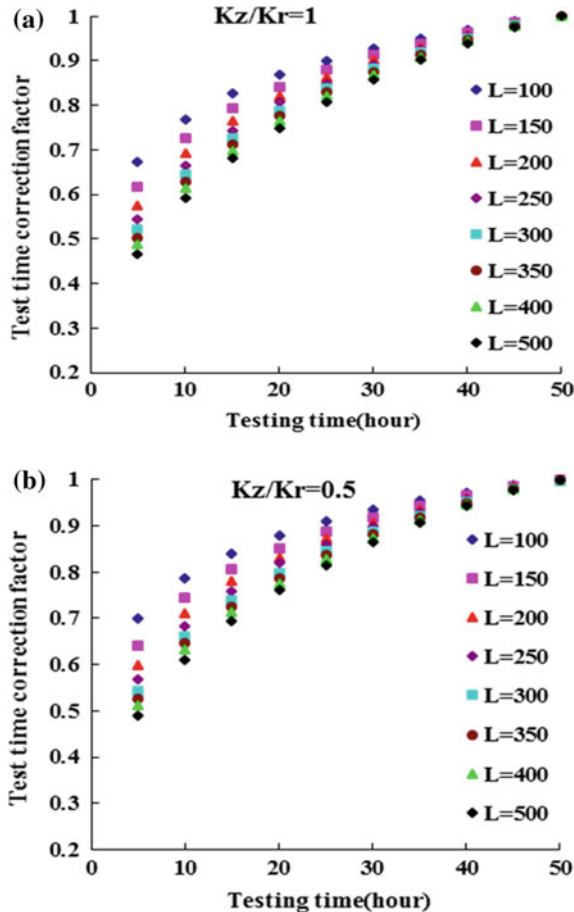 (a)
Kz/Kr=1
Test time correction factor
1
0.9
0.8
0.7
0.6
0.5
0.4
0.3
0.2
L=100
L=150
L=200
L=250
L=300
L=350
L=400
L=500
0 10 20 30 40 50
Testing time(hour)
(b)
Kz/Kr=0.5
Test time correction factor
1
0.9
0.8
0.7
0.6
0.5
0.4
0.3
0.2
L=100
L=150
L=200
L=250
L=300
L=350
L=400
L=500
0 10 20 30 40 50
Testing time(hour)